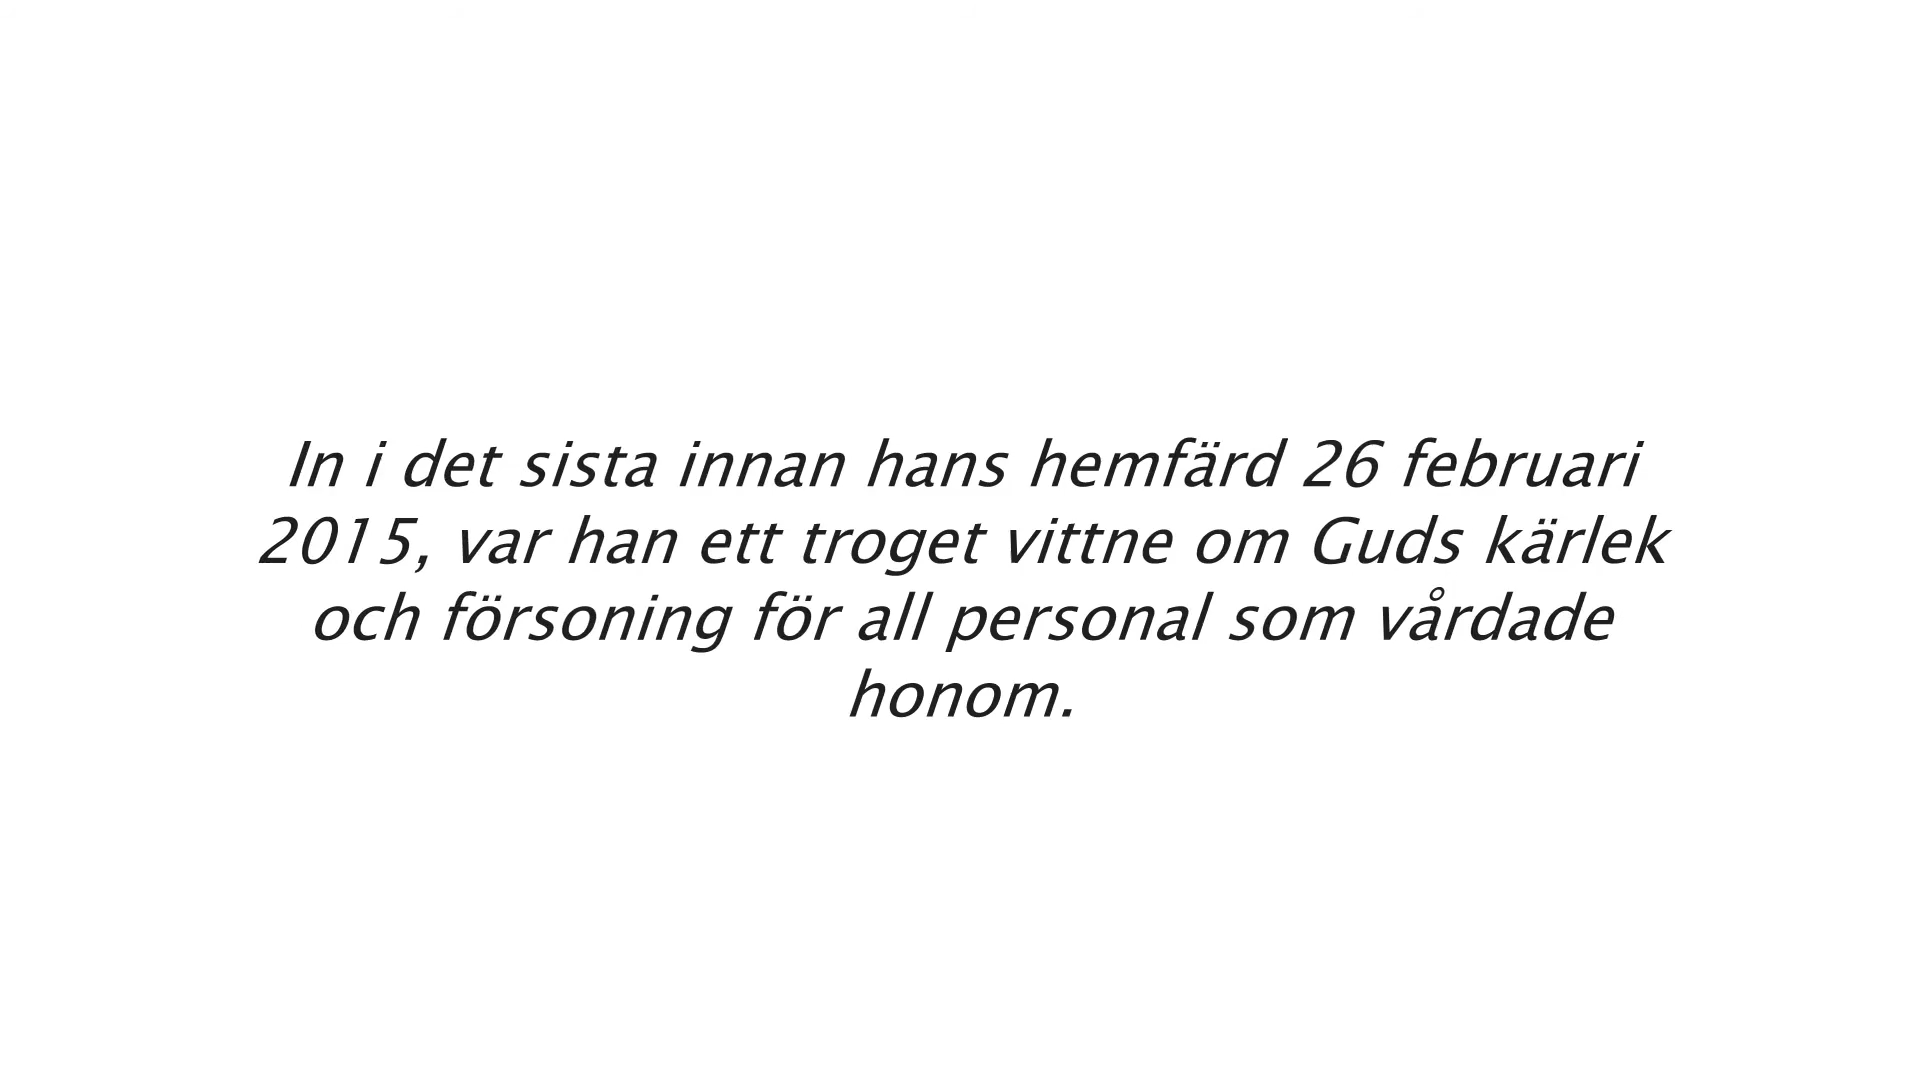 In i det sista innan hans hemfärd 26 februari
2015, var han ett troget vittne om Guds kärlek
och försoning för all personal som vårdade
honom.